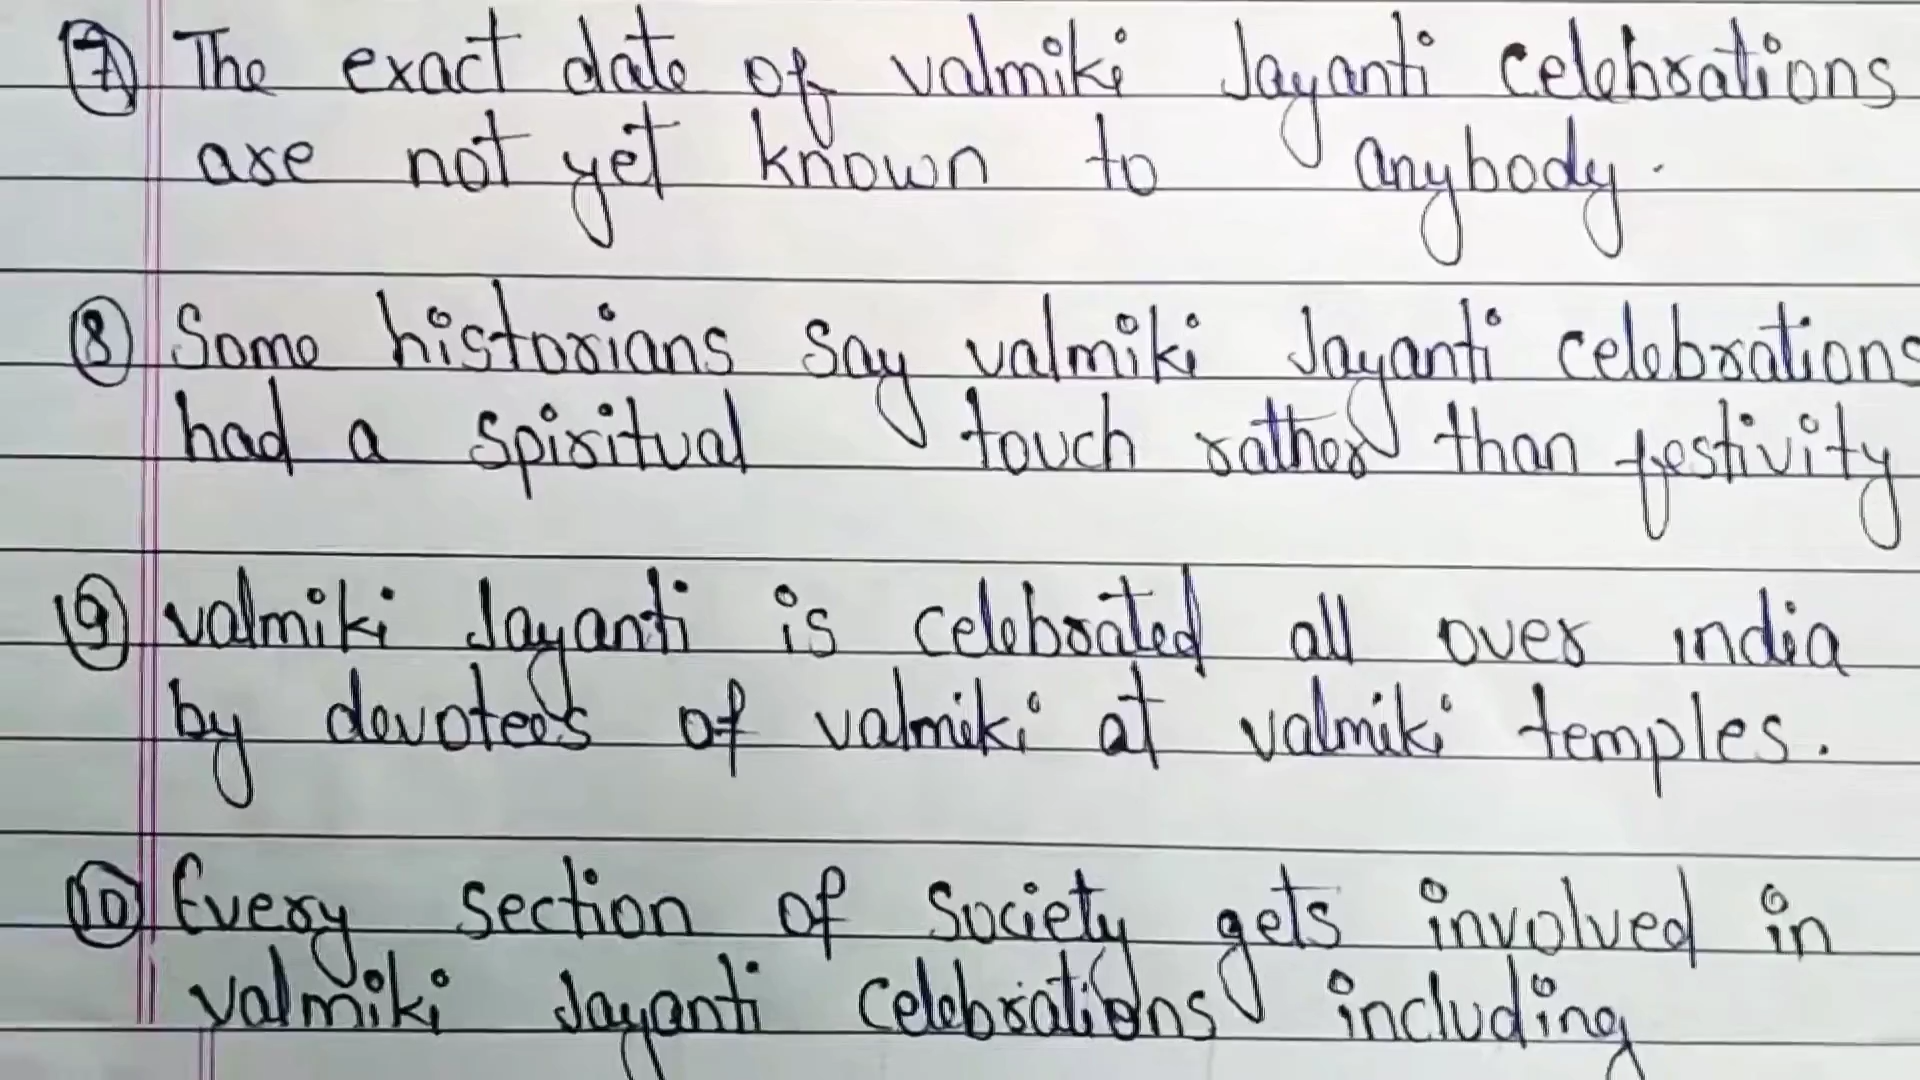 7 The exact date of valmiki Jayanti celebrations
are not yet known to anybody.
8 Some historians say valmiki Jayanti celebrations
had a spiritual touch rather than festivity
9 valmiki Jayanti is celebrated all over india
by devotees of valmiki at valmiki temples.
10 Every section of society gets involved in
valmiki Jayanti celebrations including